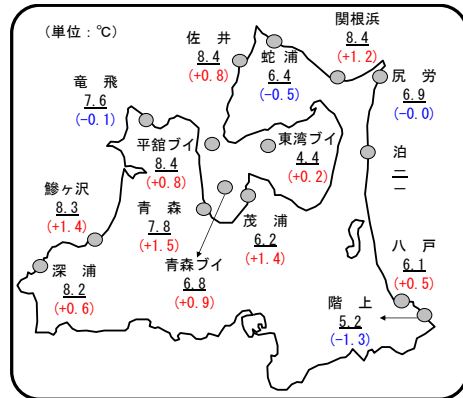 (単位：℃)
佐 井
8.4
(+0.8)
蛇 浦
6.4
(−0.5)
関根浜
8.4
(+1.2)
尻 労
6.9
(−0.0)
竜 飛
7.6
(−0.1)
平舘ブイ
8.4
(+0.8)
東湾ブイ
4.4
(+0.2)
泊
鰺ヶ沢
8.3
(+1.4)
青 森
7.8
(+1.5)
茂 浦
6.2
(+1.4)
八 戸
6.1
(+0.5)
深 浦
8.2
(+0.6)
青森ブイ
6.8
(+0.9)
階 上
5.2
(−1.3)